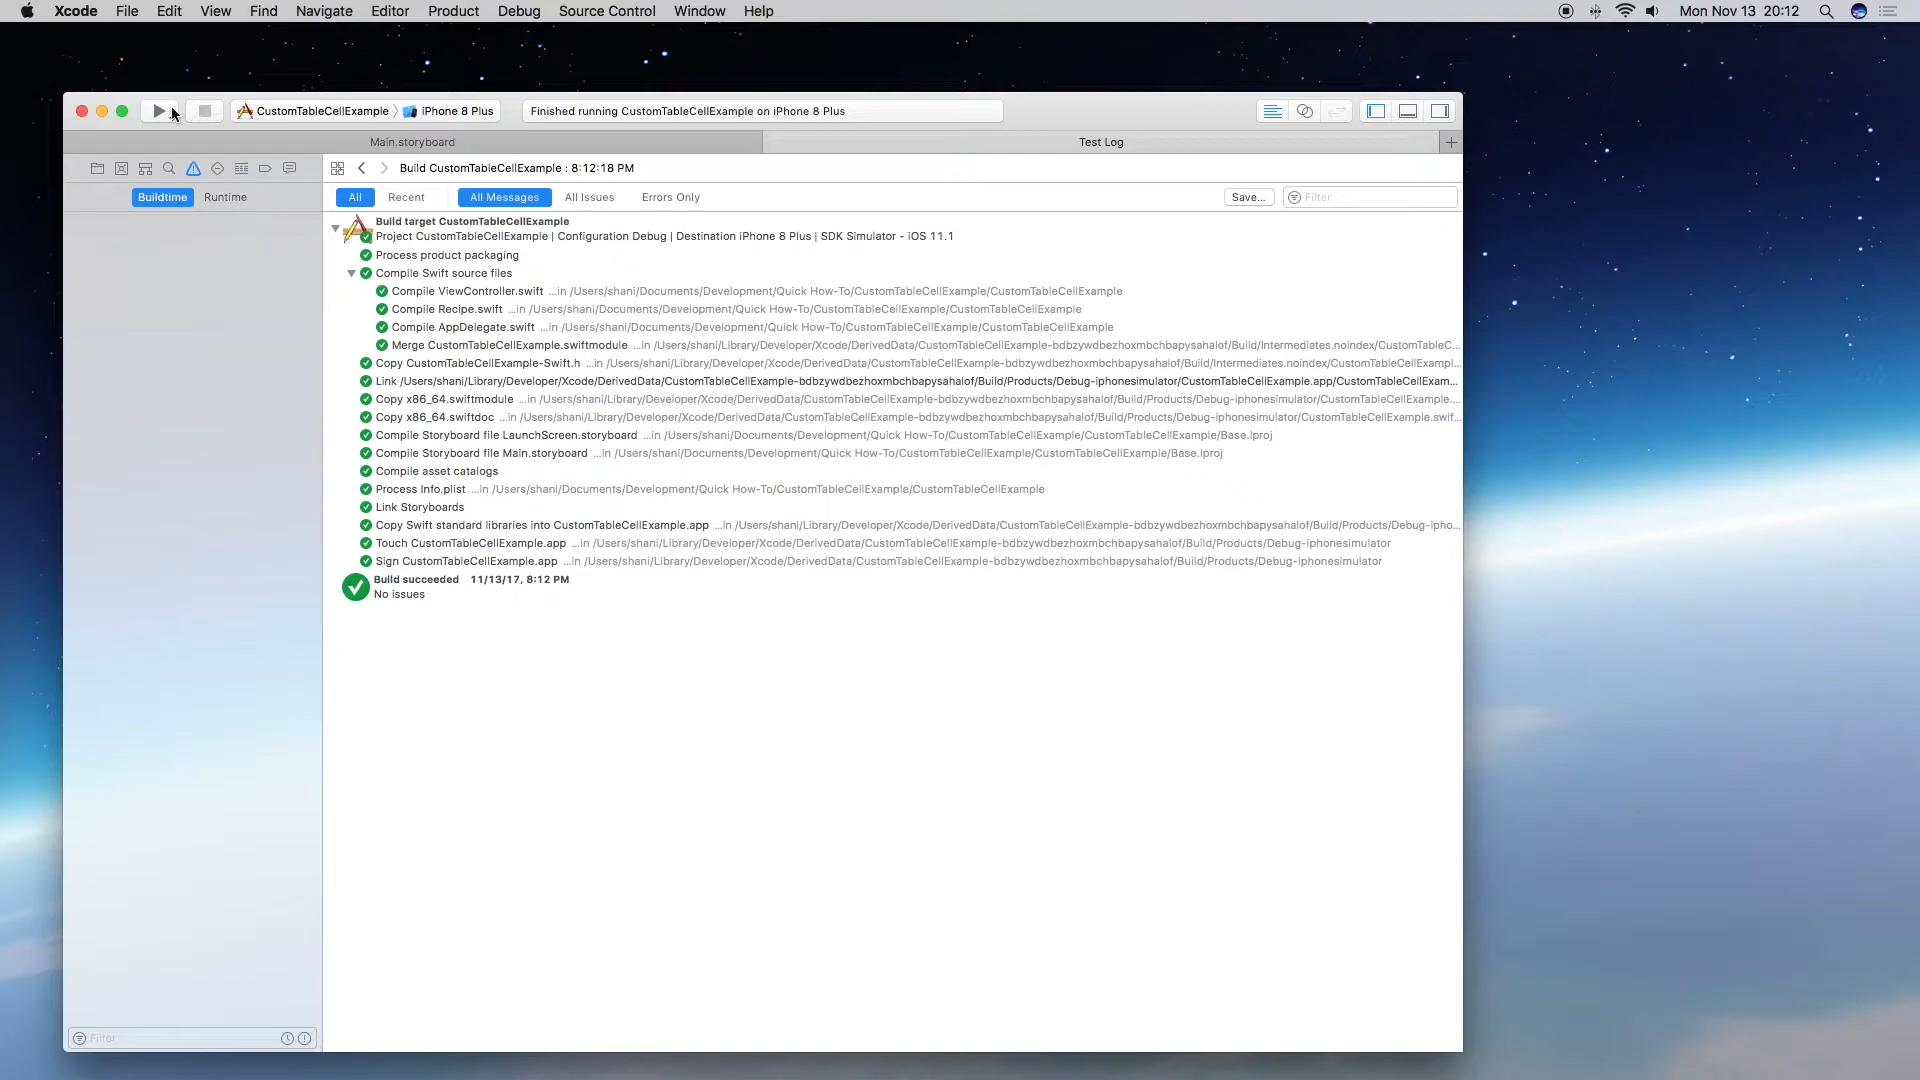 Xcode File Edit View Find Navigate Editor Product Debug Source Control Window Help Mon Nov 13 20:12
CustomTableCellExample iPhone 8 Plus Finished running CustomTableCellExample on iPhone 8 Plus
Main.storyboard Test Log
Build CustomTableCellExample : 8:12:18 PM
Buildtime Runtime All Recent All Messages All Issues Errors Only Save... Filter
Build target CustomTableCellExample
Project CustomTableCellExample | Configuration Debug | Destination iPhone 8 Plus | SDK Simulator - iOS 11.1
Process product packaging
Compile Swift source files
Compile ViewController.swift ...in /Users/shani/Documents/Development/Quick How-To/CustomTableCellExample/CustomTableCellExample
Compile Recipe.swift ...in /Users/shani/Documents/Development/Quick How-To/CustomTableCellExample/CustomTableCellExample
Compile AppDelegate.swift ...in /Users/shani/Documents/Development/Quick How-To/CustomTableCellExample/CustomTableCellExample
Merge CustomTableCellExample.swiftmodule ...in /Users/shani/Library/Developer/Xcode/DerivedData/CustomTableCellExample-bdbzywdbezhoxmbchbapysahalof/Build/Intermediates.noindex/CustomTableC...
Copy CustomTableCellExample-Swift.h ...in /Users/shani/Library/Developer/Xcode/DerivedData/CustomTableCellExample-bdbzywdbezhoxmbchbapysahalof/Build/Intermediates.noindex/CustomTableCellExampl...
Link /Users/shani/Library/Developer/Xcode/DerivedData/CustomTableCellExample-bdbzywdbezhoxmbchbapysahalof/Build/Products/Debug-iphonesimulator/CustomTableCellExample.app/CustomTableCellExam...
Copy x86_64.swiftmodule ...in /Users/shani/Library/Developer/Xcode/DerivedData/CustomTableCellExample-bdbzywdbezhoxmbchbapysahalof/Build/Products/Debug-iphonesimulator/CustomTableCellExample....
Copy x86_64.swiftdoc ...in /Users/shani/Library/Developer/Xcode/DerivedData/CustomTableCellExample-bdbzywdbezhoxmbchbapysahalof/Build/Products/Debug-iphonesimulator/CustomTableCellExample.swif...
Compile Storyboard file LaunchScreen.storyboard ...in /Users/shani/Documents/Development/Quick How-To/CustomTableCellExample/CustomTableCellExample/Base.lproj
Compile Storyboard file Main.storyboard ...in /Users/shani/Documents/Development/Quick How-To/CustomTableCellExample/CustomTableCellExample/Base.lproj
Compile asset catalogs
Process Info.plist ...in /Users/shani/Documents/Development/Quick How-To/CustomTableCellExample/CustomTableCellExample
Link Storyboards
Copy Swift standard libraries into CustomTableCellExample.app ...in /Users/shani/Library/Developer/Xcode/DerivedData/CustomTableCellExample-bdbzywdbezhoxmbchbapysahalof/Build/Products/Debug-ipho...
Touch CustomTableCellExample.app ...in /Users/shani/Library/Developer/Xcode/DerivedData/CustomTableCellExample-bdbzywdbezhoxmbchbapysahalof/Build/Products/Debug-iphonesimulator
Sign CustomTableCellExample.app ...in /Users/shani/Library/Developer/Xcode/DerivedData/CustomTableCellExample-bdbzywdbezhoxmbchbapysahalof/Build/Products/Debug-iphonesimulator
Build succeeded 11/13/17, 8:12 PM
No issues
Filter